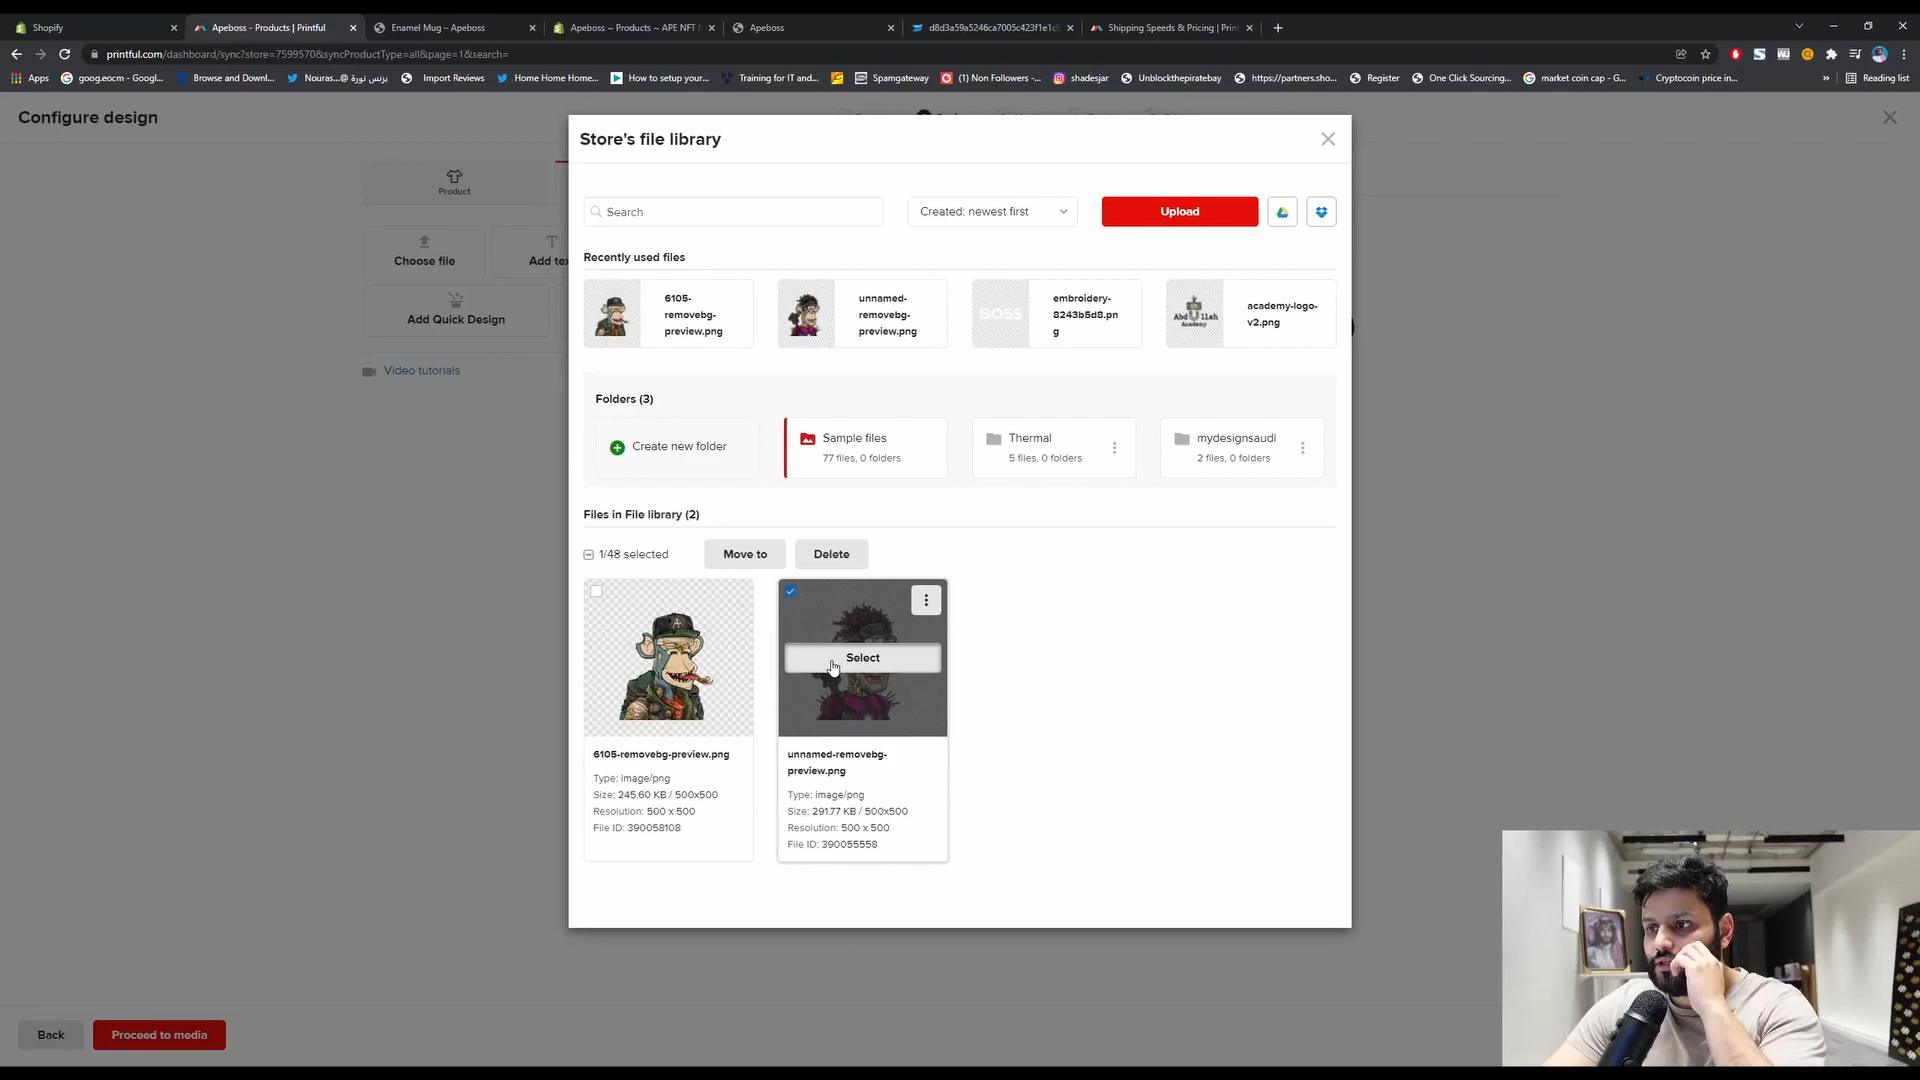 Shopify
Apeboss - Products | Printful
Enamel Mug – Apeboss
Apeboss ~ Products ~ APE NFT
Apeboss
d8d3a59a5246ca7005c423f1e1c
Shipping Speeds & Pricing | Print
printful.com/dashboard/sync?store=7599570&syncProductType=all&page=1&search=
Apps
goog.eocm - Googl...
Browse and Downl...
Nouras...@ بزنس نورة
Import Reviews
Home Home Home...
How to setup your...
Training for IT and...
Spamgateway
(1) Non Followers -...
shadesjar
Unblockthepiratebay
https://partners.sho...
Register
One Click Sourcing...
market coin cap - G...
Cryptocoin price in...
»
Reading list
Configure design
Product
Choose file
Add tex
Add Quick Design
Video tutorials
Store's file library
Search
Created: newest first
Upload
Recently used files
6105-
removebg-
preview.png
unnamed-
removebg-
preview.png
BOSS
embroidery-
8243b5d8.pn
g
Abdullah
Academy
academy-logo-
v2.png
Folders (3)
Create new folder
Sample files
77 files, 0 folders
Thermal
5 files, 0 folders
mydesignsaudi
2 files, 0 folders
Files in File library (2)
1/48 selected
Move to
Delete
Select
6105-removebg-preview.png
Type: image/png
Size: 245.60 KB / 500x500
Resolution: 500 x 500
File ID: 390058108
unnamed-removebg-
preview.png
Type: image/png
Size: 291.77 KB / 500x500
Resolution: 500 x 500
File ID: 390055558
Back
Proceed to media